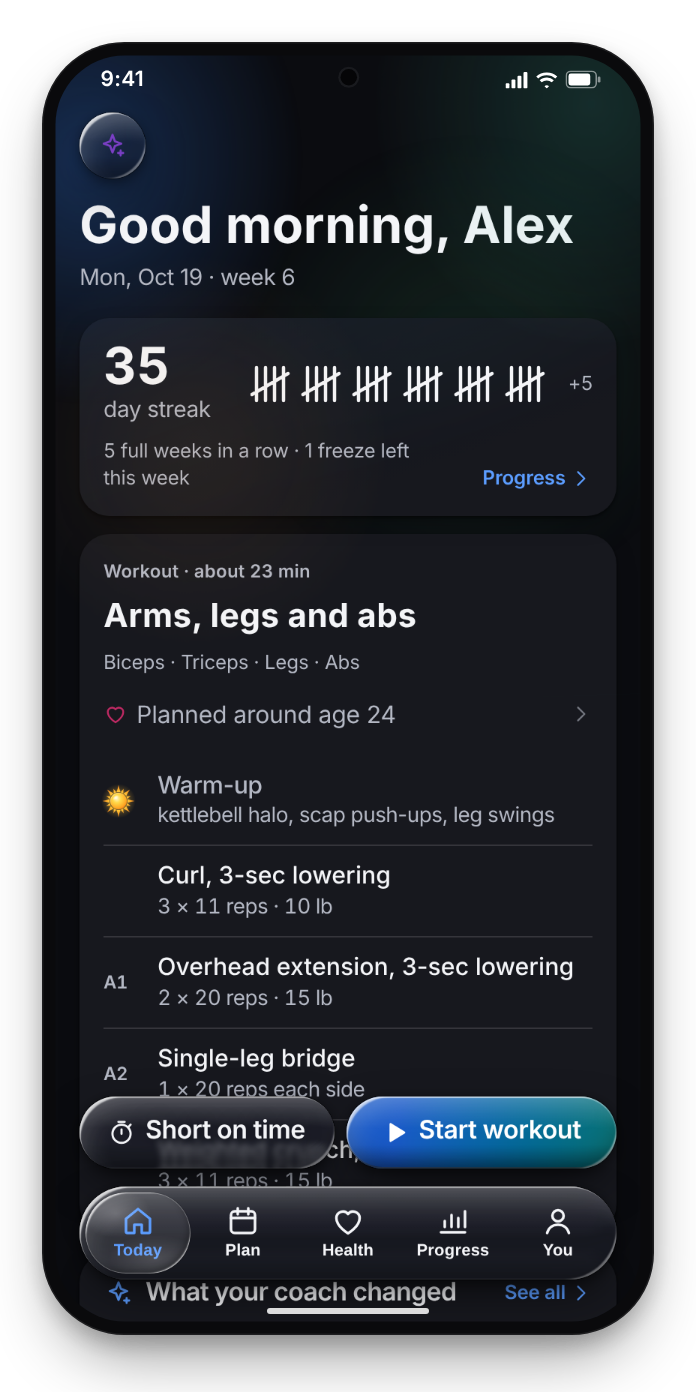 9:41
Good morning, Alex
Mon, Oct 19 · week 6
35
day streak
+5
5 full weeks in a row · 1 freeze left
this week
Progress
Workout · about 23 min
Arms, legs and abs
Biceps · Triceps · Legs · Abs
Planned around age 24
Warm-up
kettlebell halo, scap push-ups, leg swings
Curl, 3-sec lowering
3 × 11 reps · 10 lb
A1
Overhead extension, 3-sec lowering
2 × 20 reps · 15 lb
A2
Single-leg bridge
1 × 20 reps each side
Short on time
Start workout
3 × 11 reps · 15 lb
Today
Plan
Health
Progress
You
What your coach changed
See all